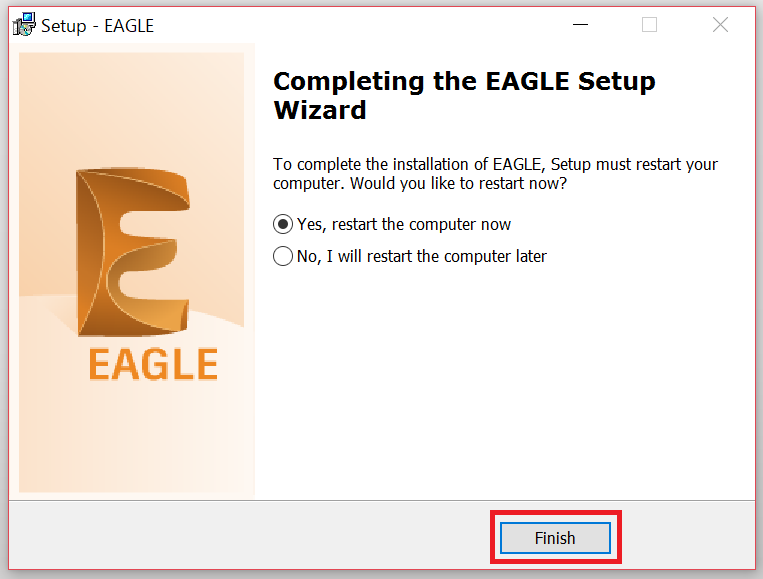 Setup - EAGLE
Completing the EAGLE Setup
Wizard
To complete the installation of EAGLE, Setup must restart your
computer. Would you like to restart now?
Yes, restart the computer now
No, I will restart the computer later
EAGLE
Finish